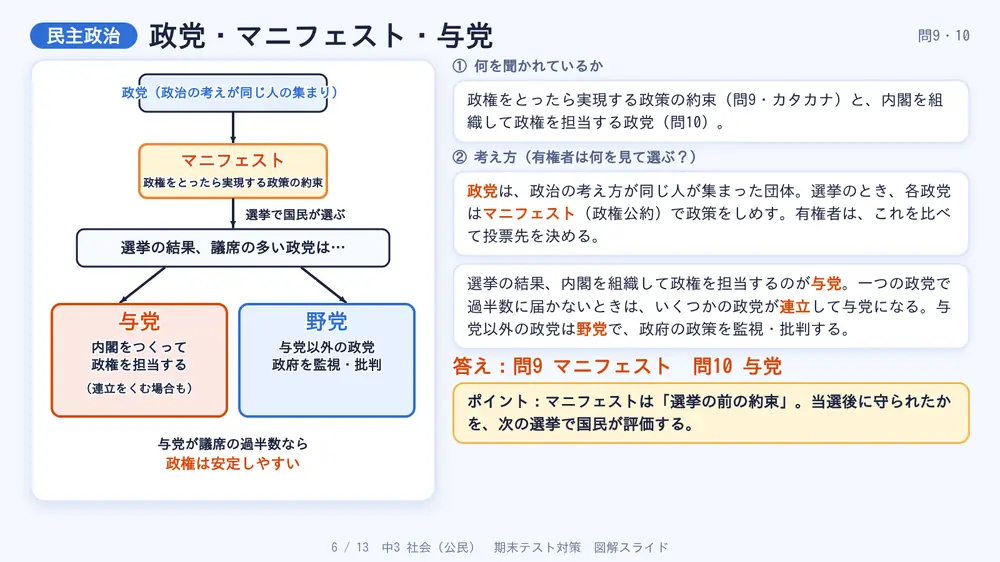 民主政治
政党・マニフェスト・与党
問9・10
政党（政治の考えが同じ人の集まり）
マニフェスト
政権をとったら実現する政策の約束
選挙で国民が選ぶ
選挙の結果、議席の多い政党は…
与党
内閣をつくって
政権を担当する
（連立をくむ場合も）
野党
与党以外の政党
政府を監視・批判
与党が議席の過半数なら
政権は安定しやすい
① 何を聞かれているか
政権をとったら実現する政策の約束（問9・カタカナ）と、内閣を組
織して政権を担当する政党（問10）。
② 考え方（有権者は何を見て選ぶ？）
政党は、政治の考え方が同じ人が集まった団体。選挙のとき、各政党
はマニフェスト（政権公約）で政策をしめす。有権者は、これを比べ
て投票先を決める。
選挙の結果、内閣を組織して政権を担当するのが与党。一つの政党で
過半数に届かないときは、いくつかの政党が連立して与党になる。与
党以外の政党は野党で、政府の政策を監視・批判する。
答え：問9 マニフェスト　問10 与党
ポイント：マニフェストは「選挙の前の約束」。当選後に守られたか
を、次の選挙で国民が評価する。
6 / 13　中3 社会（公民）　期末テスト対策　図解スライド